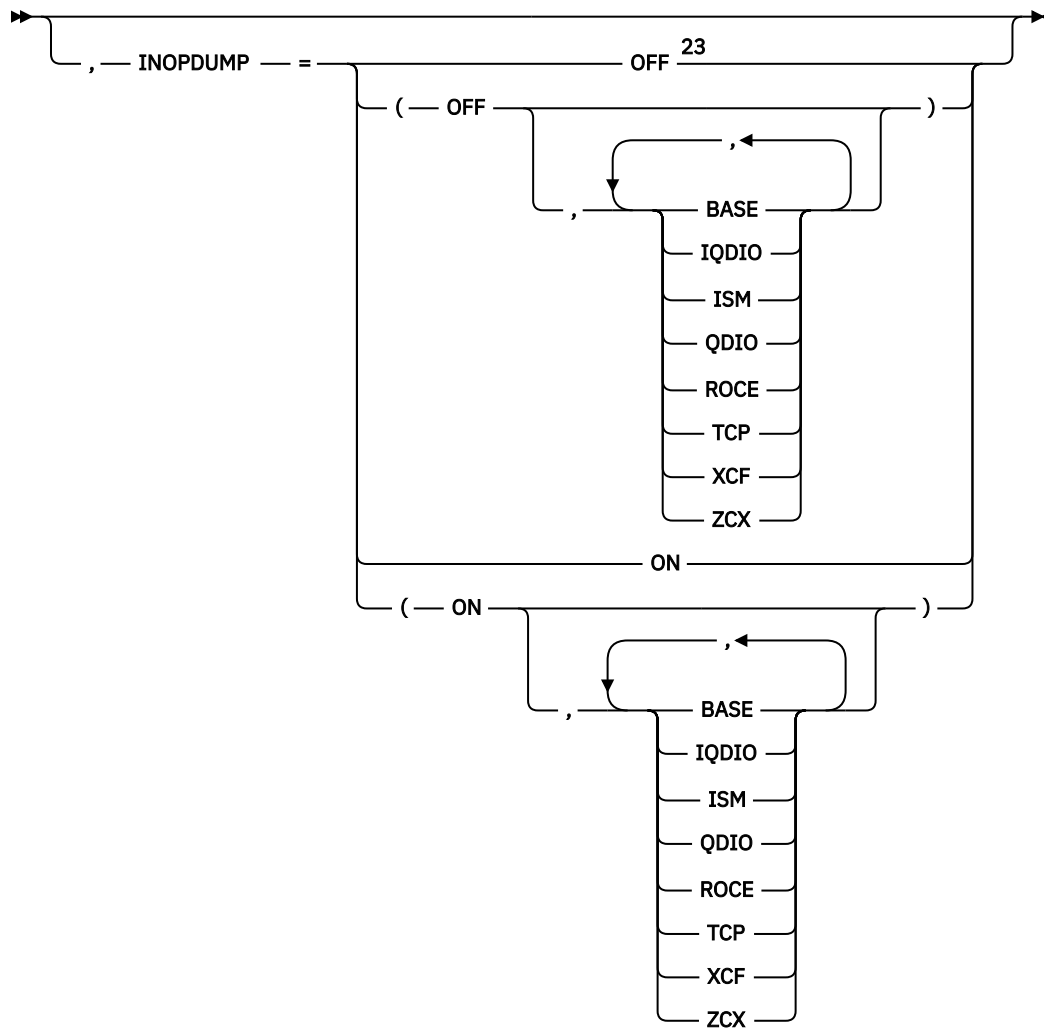 , INOPDUMP = OFF 23
( OFF )
,
, BASE
IQDIO
ISM
QDIO
ROCE
TCP
XCF
ZCX
ON
( ON )
,
, BASE
IQDIO
ISM
QDIO
ROCE
TCP
XCF
ZCX